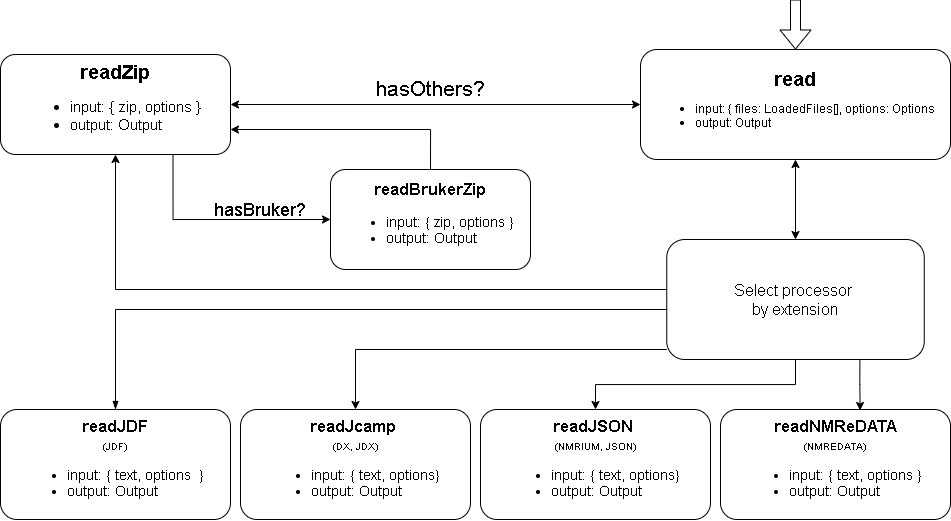 readZip
• input: { zip, options }
• output: Output
hasOthers?
read
• input: { files: LoadedFiles[], options: Options
• output: Output
hasBruker?
readBrukerZip
• input: { zip, options }
• output: Output
Select processor
by extension
readJDF
(JDF)
• input: { text, options }
• output: Output
readJcamp
(DX, JDX)
• input: { text, options}
• output: Output
readJSON
(NMRIUM, JSON)
• input: { text, options}
• output: Output
readNMReDATA
(NMREDATA)
• input: { text, options }
• output: Output